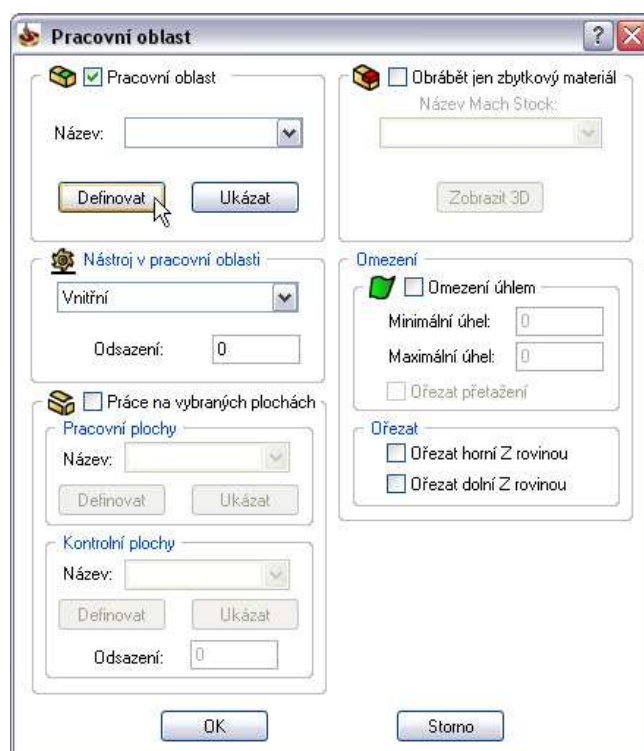 Pracovní oblast
Pracovní oblast
Název:
Definovat
Ukázat
Nástroj v pracovní oblasti
Vnitřní
Odsazení:
0
Práce na vybraných plochách
Pracovní plochy
Název:
Definovat
Ukázat
Kontrolní plochy
Název:
Definovat
Ukázat
Odsazení:
0
Obrábět jen zbytkový materiál
Název Mach Stock:
Zobrazit 3D
Omezení
Omezení úhlem
Minimální úhel:
0
Maximální úhel:
0
Ořezat přetažení
Ořezat
Ořezat horní Z rovinou
Ořezat dolní Z rovinou
OK
Storno